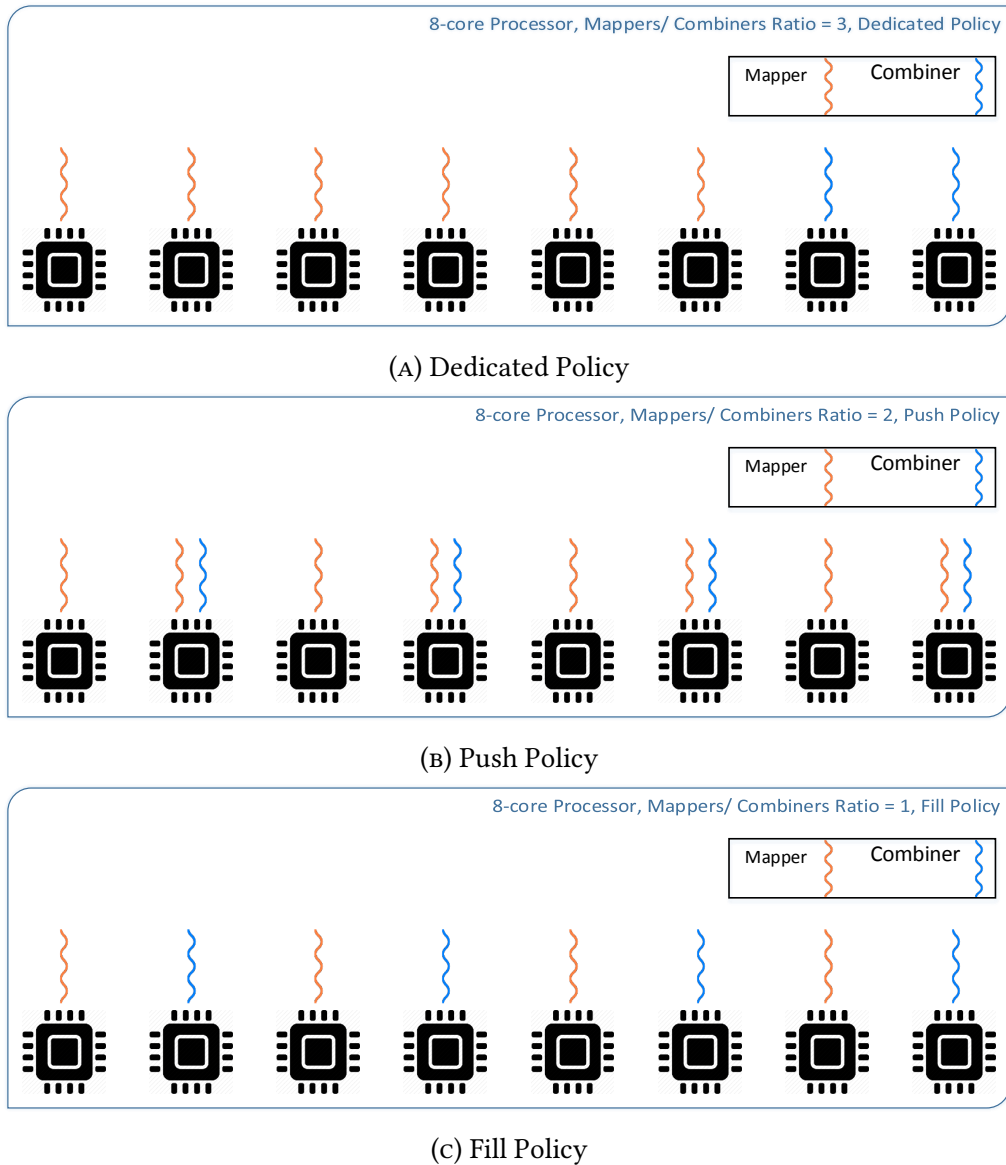 8-core Processor, Mappers/ Combiners Ratio = 3, Dedicated Policy
Mapper Combiner
(A) Dedicated Policy
8-core Processor, Mappers/ Combiners Ratio = 2, Push Policy
Mapper Combiner
(B) Push Policy
8-core Processor, Mappers/ Combiners Ratio = 1, Fill Policy
Mapper Combiner
(C) Fill Policy